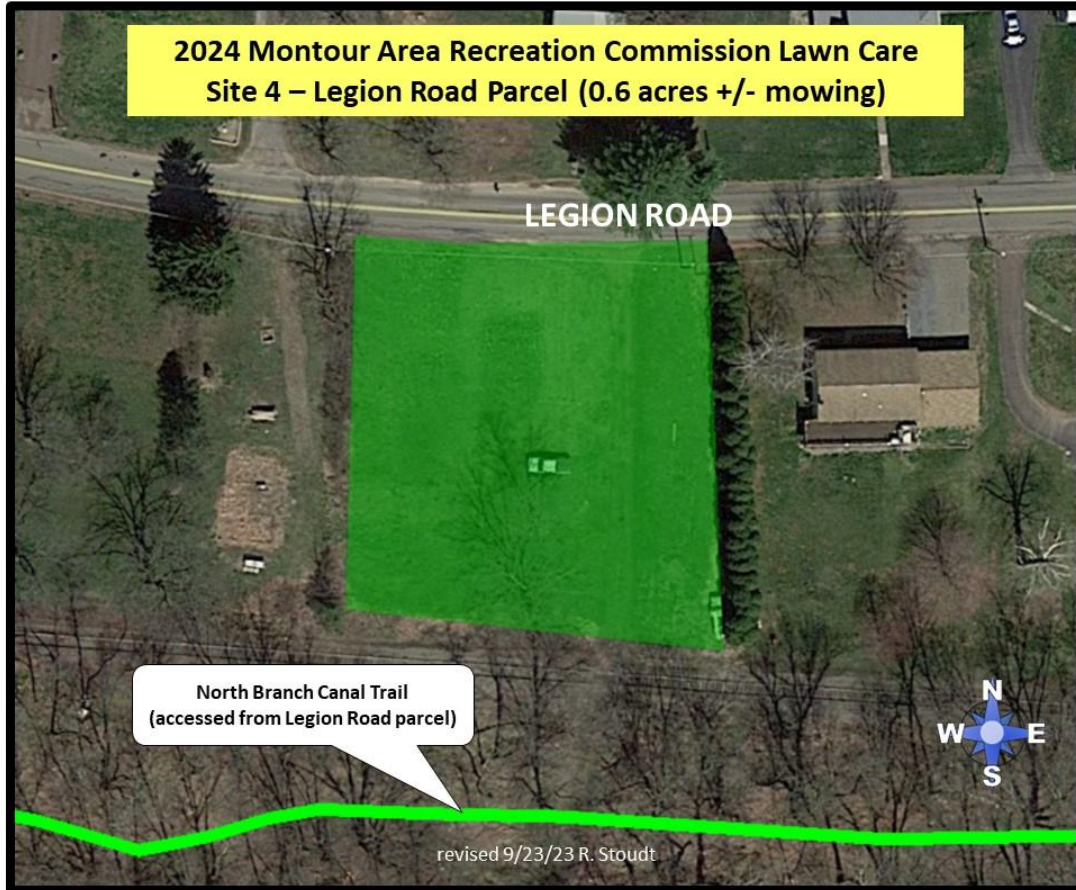 2024 Montour Area Recreation Commission Lawn Care
Site 4 – Legion Road Parcel (0.6 acres +/- mowing)
LEGION ROAD
North Branch Canal Trail
(accessed from Legion Road parcel)
N
W E
S
revised 9/23/23 R. Stoudt